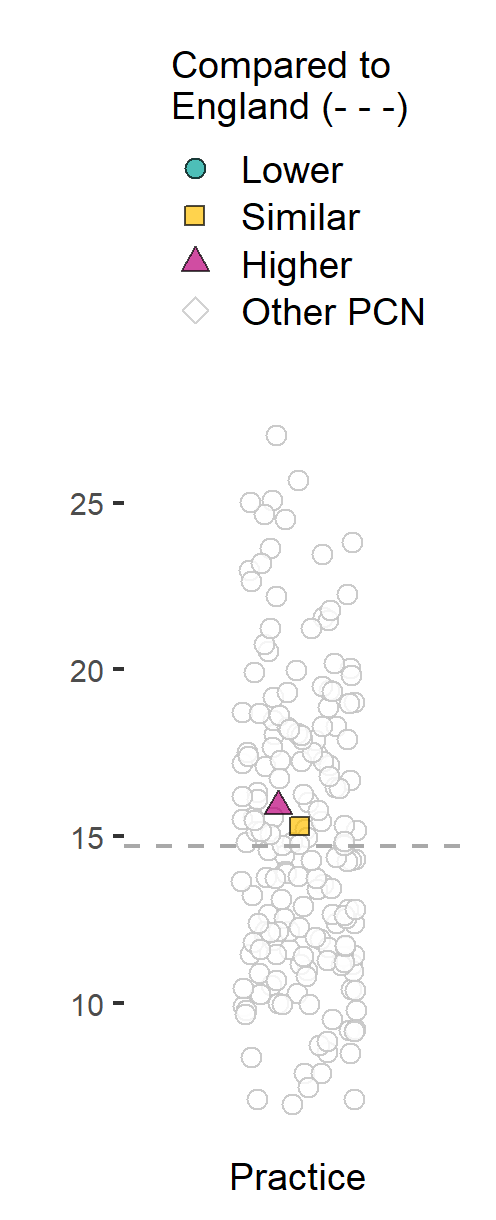 Compared to
England (- - -)
Lower
Similar
Higher
Other PCN
25
20
15
10
Practice